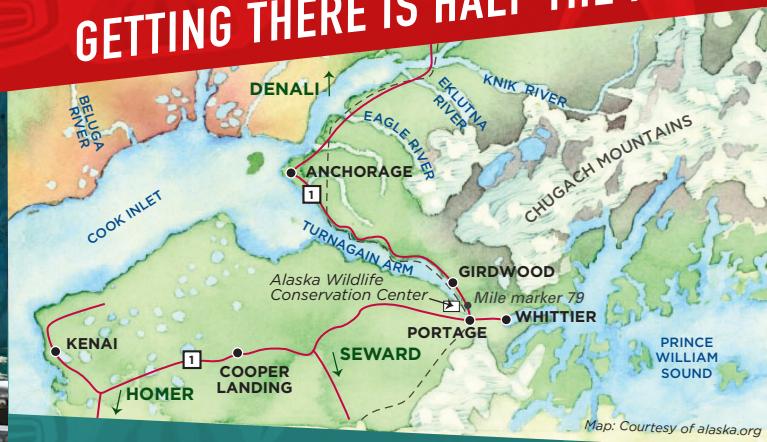 GETTING THERE IS HALF THE
DENALI
KNIK RIVER
EKLUTNA
RIVER
BELUGA
RIVER
EAGLE RIVER
CHUGACH MOUNTAINS
ANCHORAGE
1
COOK INLET
TURNAGAIN ARM
GIRDWOOD
Alaska Wildlife
Conservation Center
Mile marker 79
WHITTIER
PORTAGE
KENAI
SEWARD
PRINCE
WILLIAM
SOUND
1
COOPER
LANDING
HOMER
Map: Courtesy of alaska.org